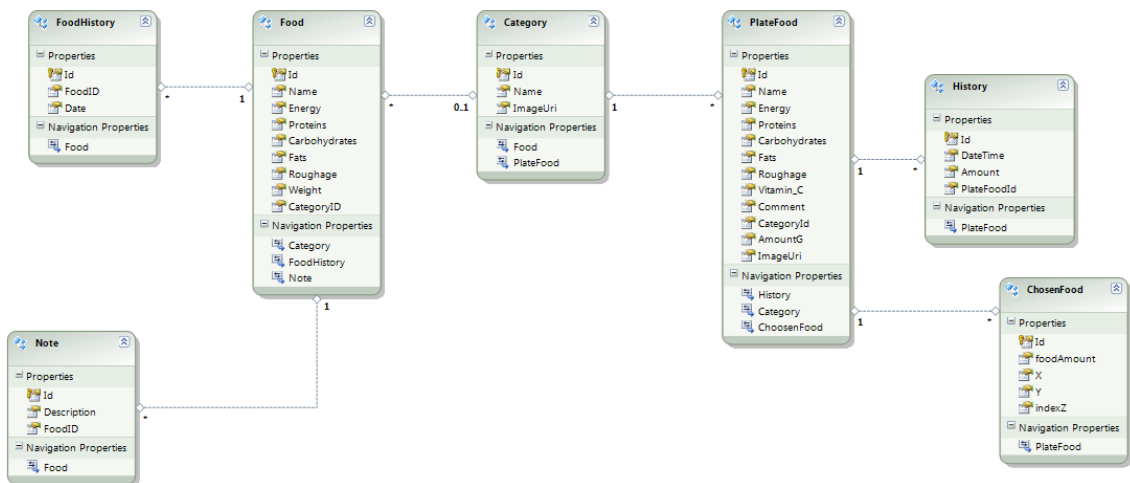 FoodHistory
Properties
Id
FoodID
Date
Navigation Properties
Food
*
1
Food
Properties
Id
Name
Energy
Proteins
Carbohydrates
Fats
Roughage
Weight
CategoryID
Navigation Properties
Category
FoodHistory
Note
*
0..1
1
Category
Properties
Id
Name
ImageUri
Navigation Properties
Food
PlateFood
1
*
PlateFood
Properties
Id
Name
Energy
Proteins
Carbohydrates
Fats
Roughage
Vitamin_C
Comment
CategoryId
AmountG
ImageUri
Navigation Properties
History
Category
ChoosenFood
1
*
History
Properties
Id
DateTime
Amount
PlateFoodId
Navigation Properties
PlateFood
1
*
ChosenFood
Properties
Id
foodAmount
X
Y
indexZ
Navigation Properties
PlateFood
Note
Properties
Id
Description
FoodID
Navigation Properties
Food
*